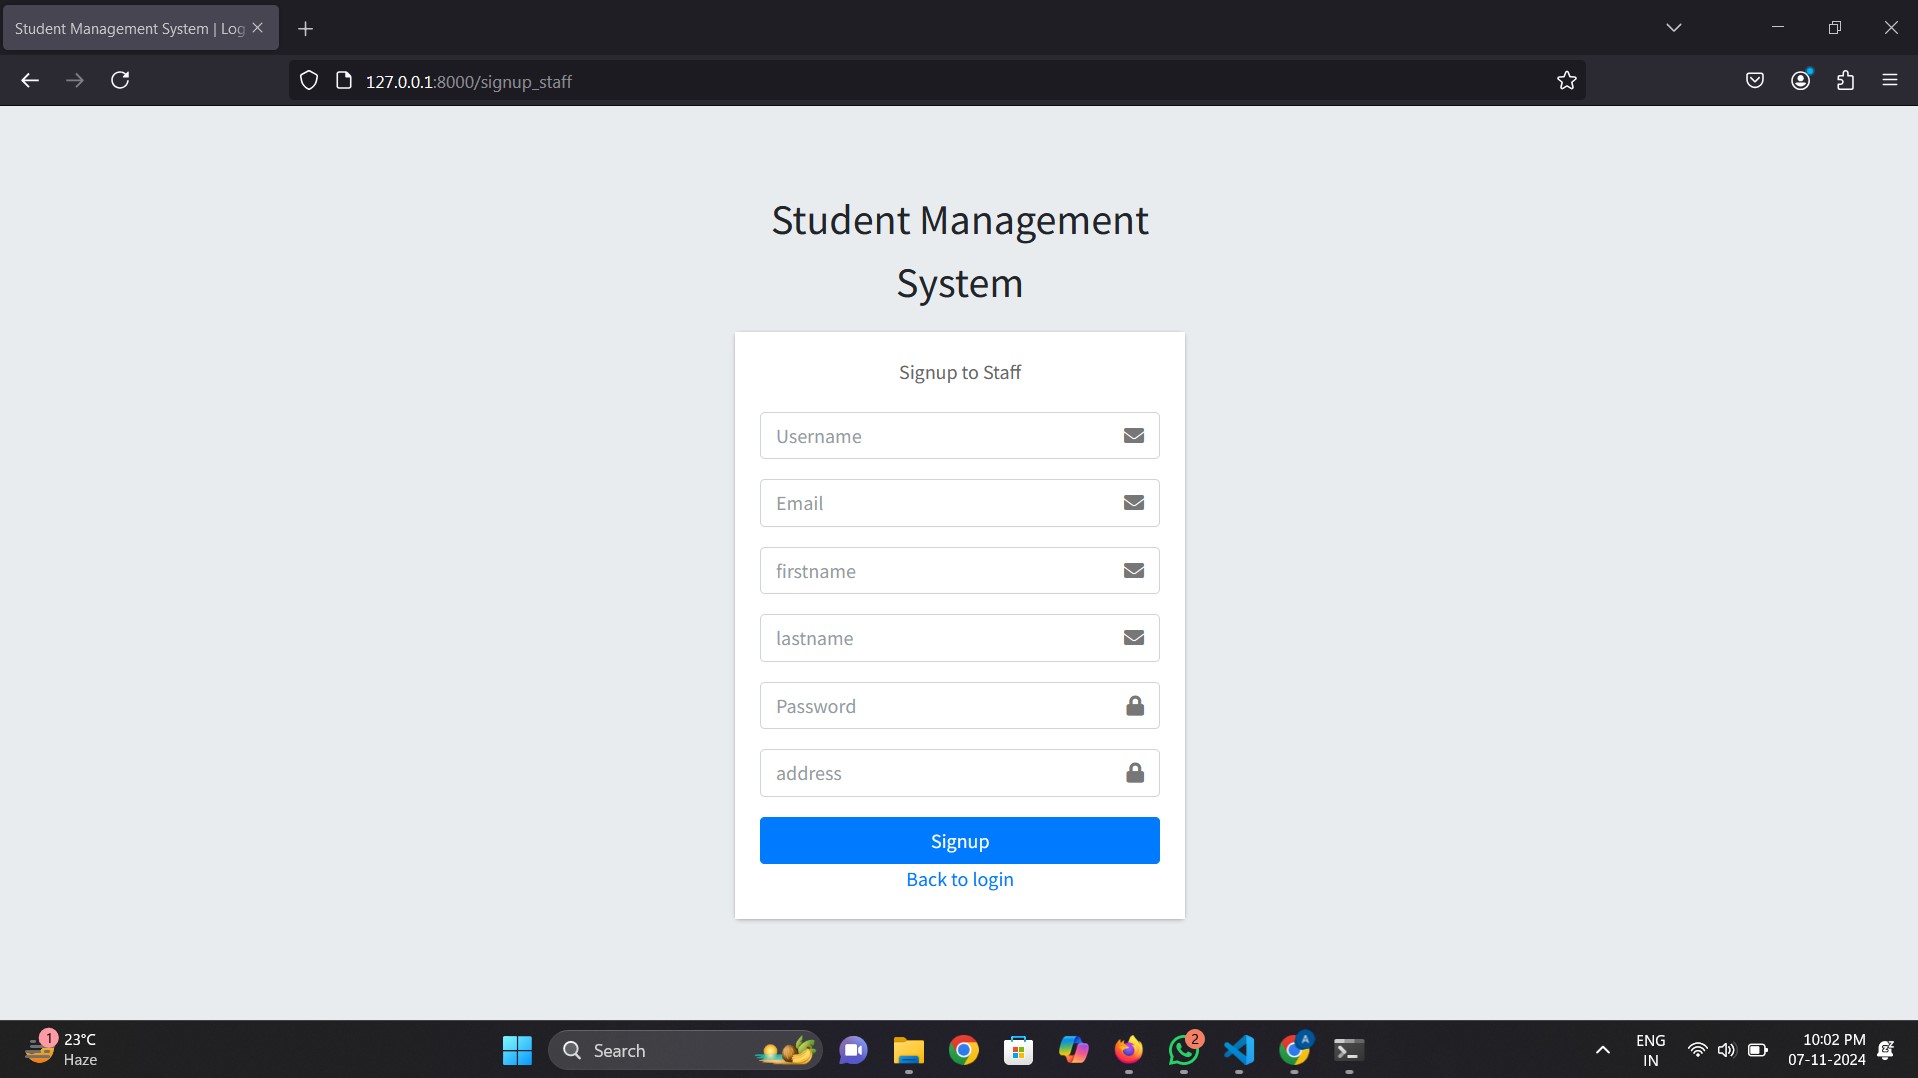 Student Management System | Log
127.0.0.1:8000/signup_staff
Student Management
System
Signup to Staff
Username
Email
firstname
lastname
Password
address
Signup
Back to login
1
23°C
Haze
Search
2
A
ENG
IN
10:02 PM
07-11-2024